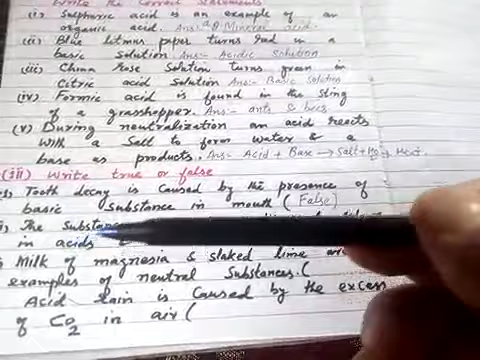 Write the correct statements
(i) Sulphuric acid is an example of an
organic acid. Ans: Mineral acid.
(ii) Blue litmus paper turns red in a
basic solution Ans - Acidic solution
(iii) China Rose Solution turns green in
Citric acid solution Ans - Basic solution
(iv) Formic acid is found in the sting
of a grasshopper. Ans:- ants & bees
(v) During neutralization an acid reacts
with a Salt to form water & a
base as products. Ans - Acid + Base → Salt + H₂O + Heat.
(iii) Write true or false
Tooth decay is caused by the presence of
basic Substance in mouth (False)
The Substan
in acids
Milk of magnesia & slaked lime are
examples of neutral Substances. (
Acid Rain is Caused by the excess
of CO₂ in air (